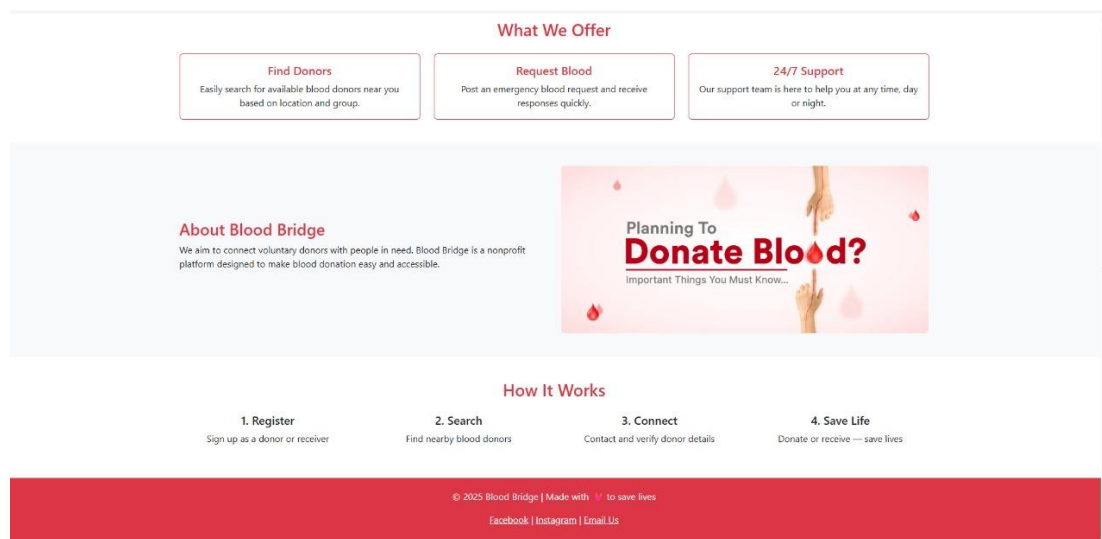 What We Offer
Find Donors
Easily search for available blood donors near you
based on location and group.
Request Blood
Post an emergency blood request and receive
responses quickly.
24/7 Support
Our support team is here to help you at any time, day
or night.
About Blood Bridge
We aim to connect voluntary donors with people in need. Blood Bridge is a nonprofit
platform designed to make blood donation easy and accessible.
Planning To
Donate Blood?
Important Things You Must Know...
How It Works
1. Register
Sign up as a donor or receiver
2. Search
Find nearby blood donors
3. Connect
Contact and verify donor details
4. Save Life
Donate or receive — save lives
© 2025 Blood Bridge | Made with 💓 to save lives
Facebook | Instagram | Email Us